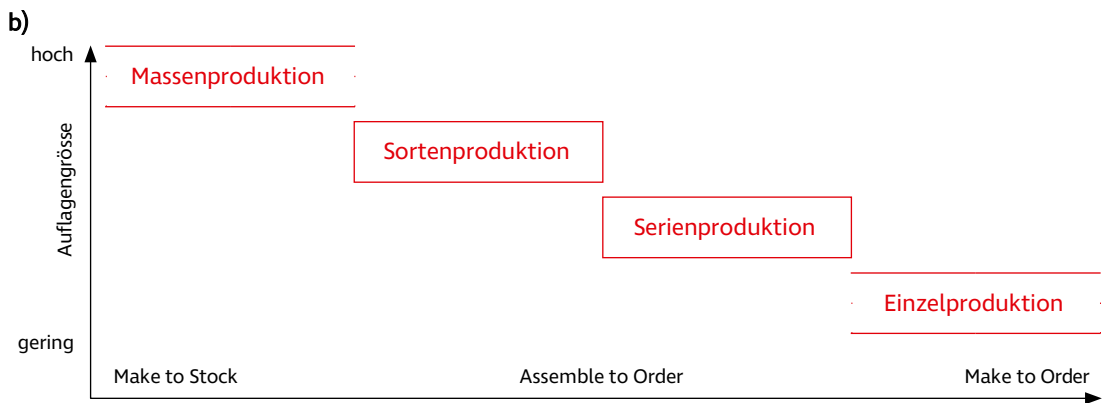 b)
hoch
Massenproduktion
Sortenproduktion
Auflagengrösse
Serienproduktion
Einzelproduktion
gering
Make to Stock
Assemble to Order
Make to Order